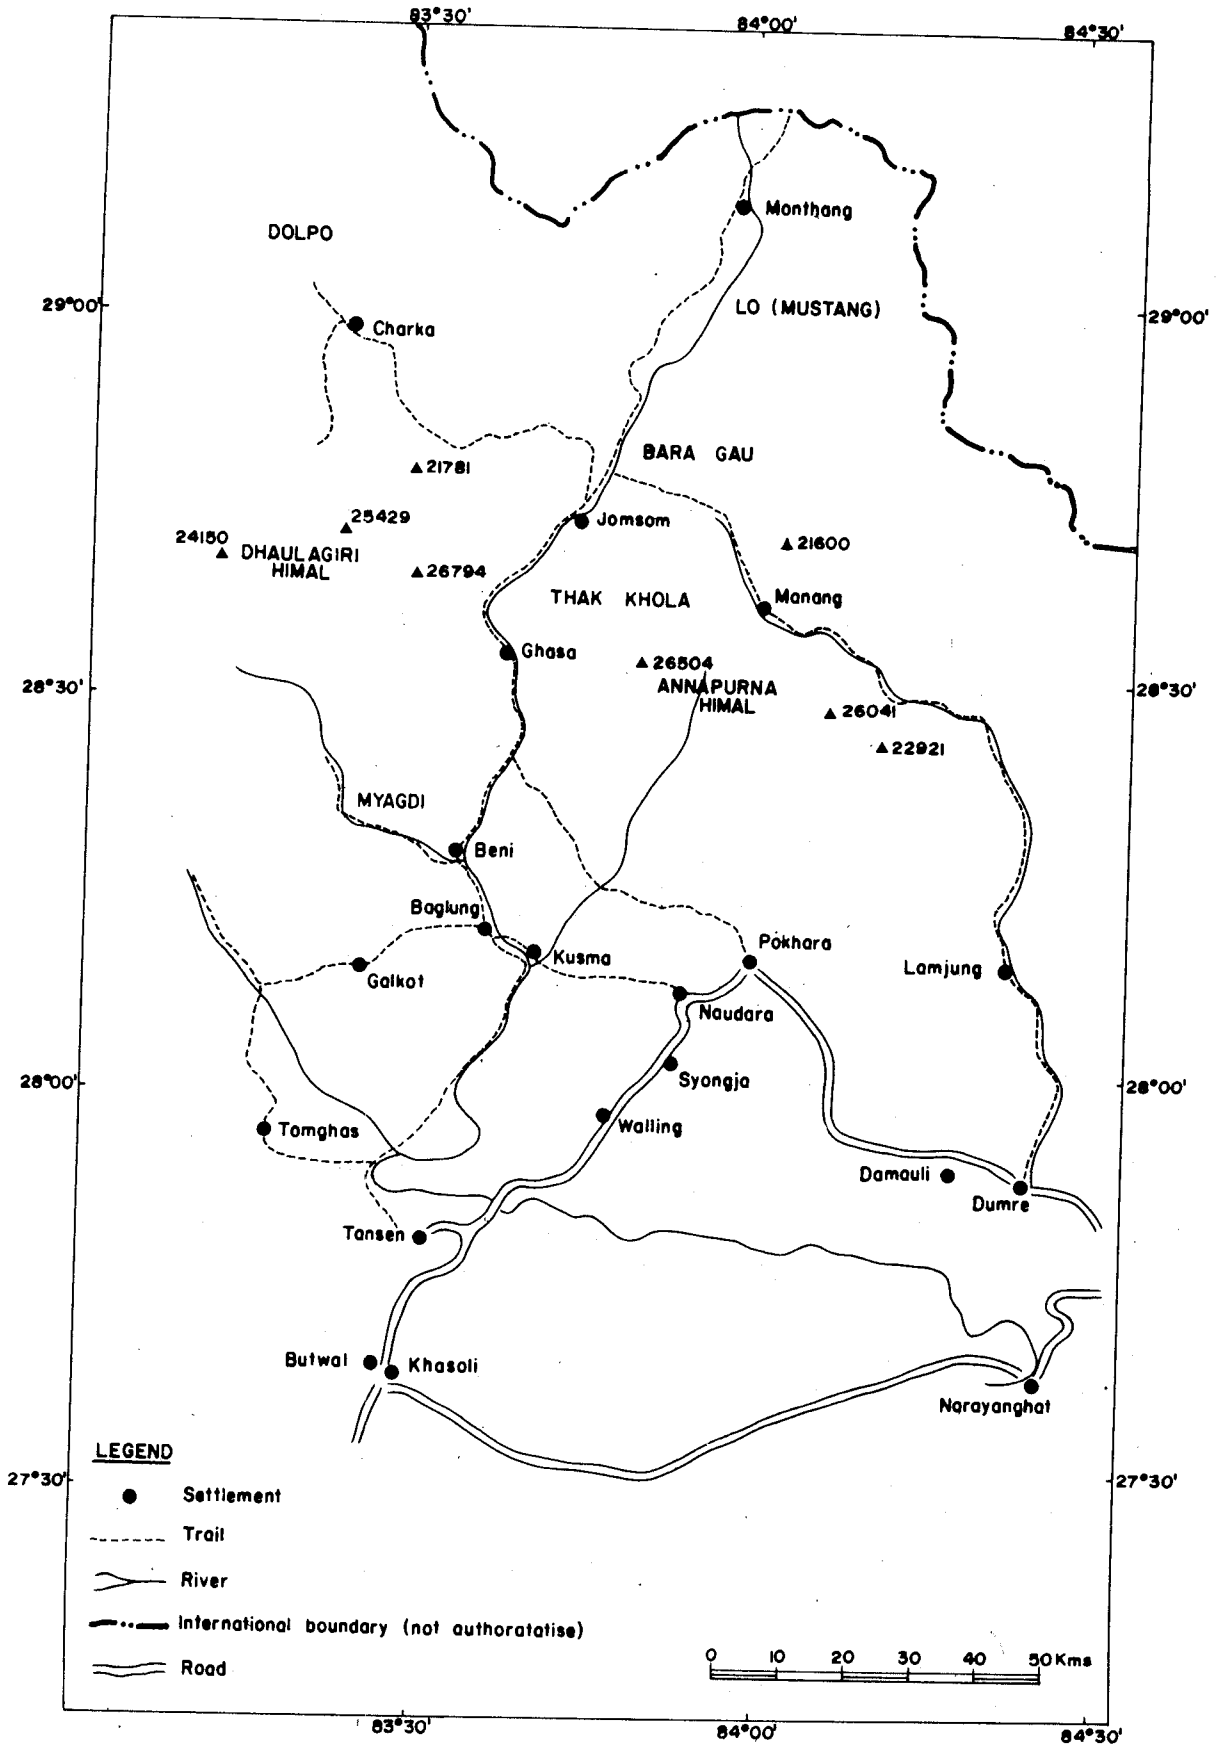 83°30'
84°00'
84°30'
Monthang
DOLPO
29°00'
LO (MUSTANG)
29°00'
Charka
BARA GAU
21781
25429
Jomsom
24150
DHAULAGIRI
HIMAL
21600
26794
THAK KHOLA
Manang
Ghasa
26504
28°30'
ANNAPURNA
HIMAL
28°30'
26041
22921
MYAGDI
Beni
Baglung
Pokhara
Kusma
Lamjung
Galkot
Naudara
28°00'
Syongja
28°00'
Tamghas
Walling
Damauli
Dumre
Tansen
Butwal
Khasoli
Narayanghat
LEGEND
27°30'
27°30'
Settlement
Trail
River
International boundary (not authoratatise)
Road
0 10 20 30 40 50 Kms
83°30'
84°00'
84°30'